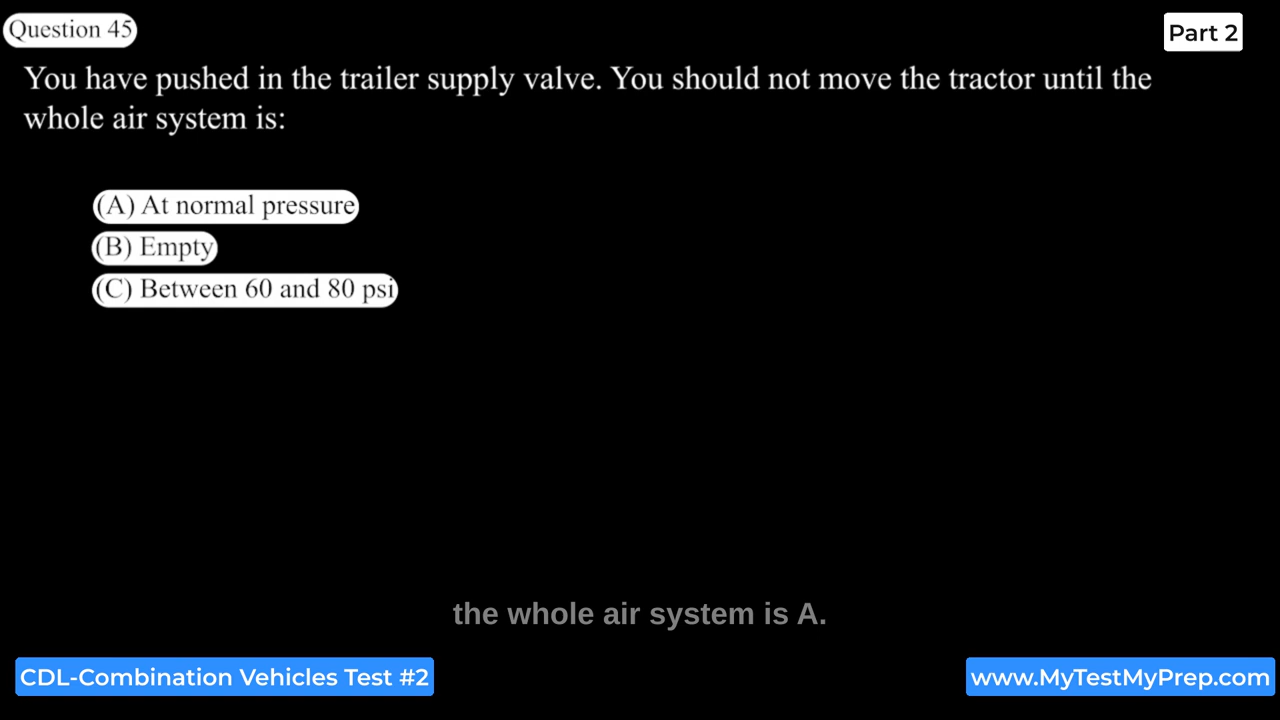 Question 45
Part 2
You have pushed in the trailer supply valve. You should not move the tractor until the
whole air system is:
(A) At normal pressure
(B) Empty
(C) Between 60 and 80 psi
the whole air system is A.
CDL-Combination Vehicles Test #2
www.MyTestMyPrep.com